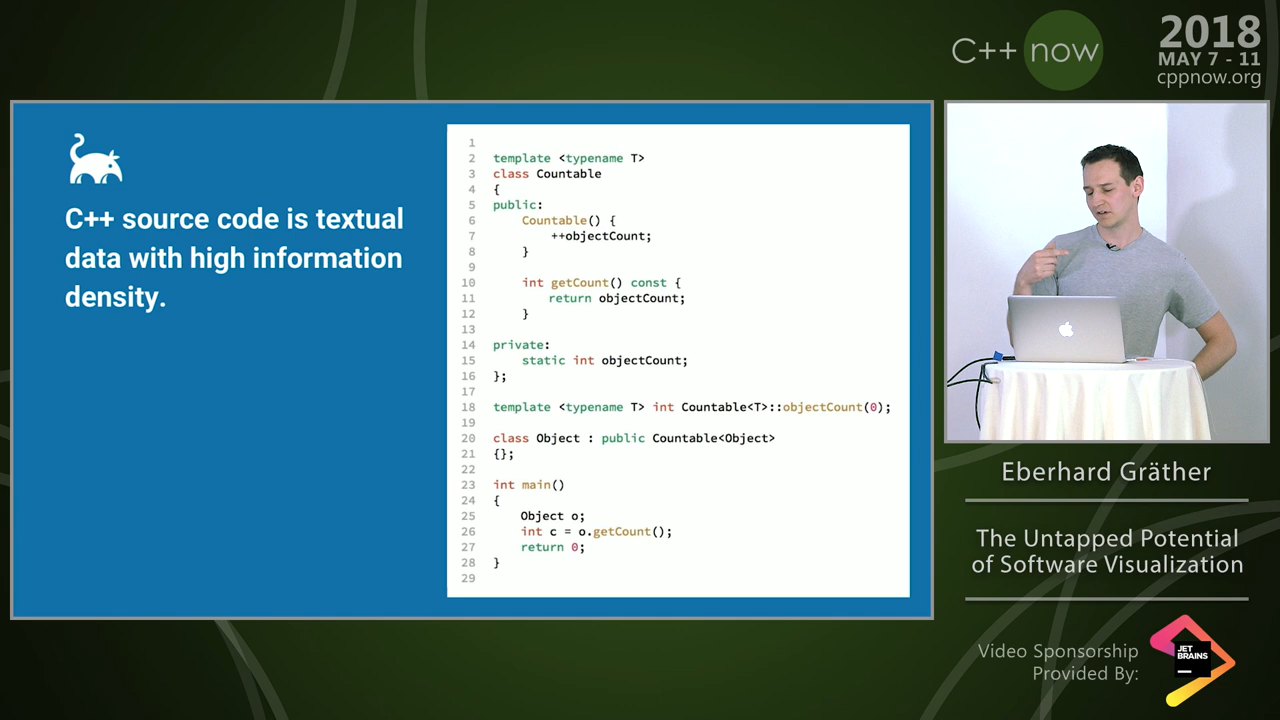 C++ now
2018
MAY 7 - 11
cppnow.org
C++ source code is textual
data with high information
density.
1
2 template <typename T>
3 class Countable
4 {
5 public:
6 Countable() {
7 ++objectCount;
8 }
9
10 int getCount() const {
11 return objectCount;
12 }
13
14 private:
15 static int objectCount;
16 };
17
18 template <typename T> int Countable<T>::objectCount(0);
19
20 class Object : public Countable<Object>
21 {};
22
23 int main()
24 {
25 Object o;
26 int c = o.getCount();
27 return 0;
28 }
29
Eberhard Gräther
The Untapped Potential
of Software Visualization
Video Sponsorship
Provided By:
JET
BRAINS